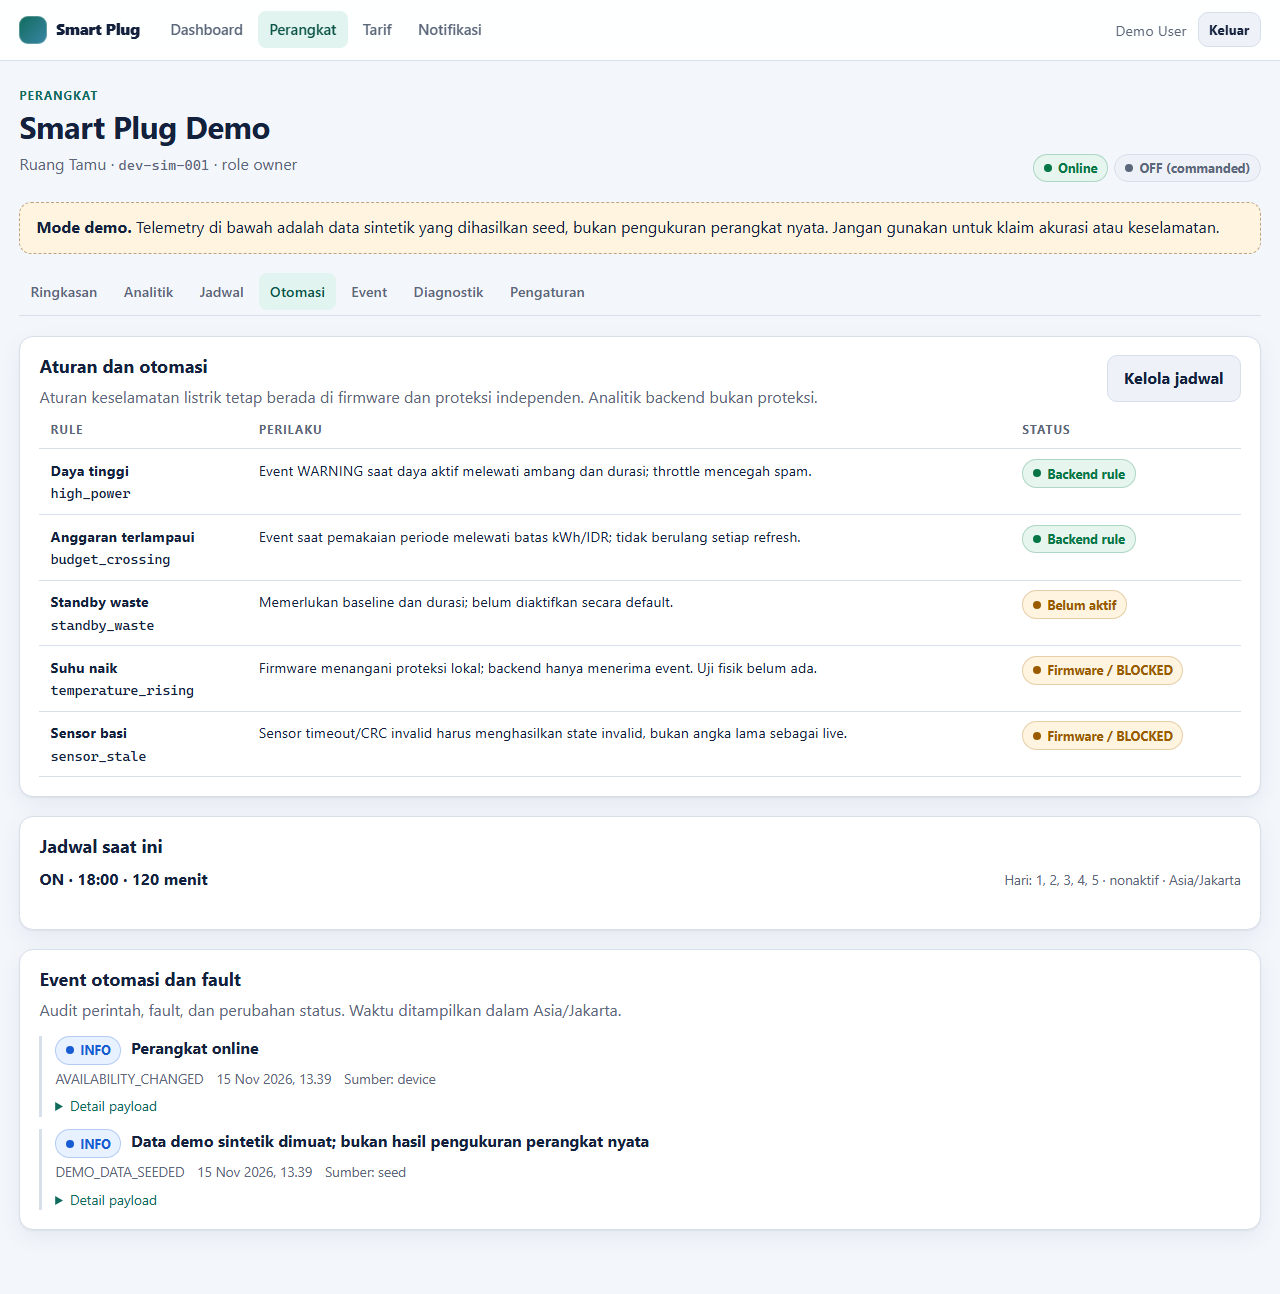 Smart Plug
Dashboard
Perangkat
Tarif
Notifikasi
Demo User
Keluar
PERANGKAT
Smart Plug Demo
Ruang Tamu · dev-sim-001 · role owner
Online
OFF (commanded)
Mode demo. Telemetry di bawah adalah data sintetik yang dihasilkan seed, bukan pengukuran perangkat nyata. Jangan gunakan untuk klaim akurasi atau keselamatan.
Ringkasan
Analitik
Jadwal
Otomasi
Event
Diagnostik
Pengaturan
Aturan dan otomasi
Kelola jadwal
Aturan keselamatan listrik tetap berada di firmware dan proteksi independen. Analitik backend bukan proteksi.
RULE
PERILAKU
STATUS
Daya tinggi
high_power
Event WARNING saat daya aktif melewati ambang dan durasi; throttle mencegah spam.
Backend rule
Anggaran terlampaui
budget_crossing
Event saat pemakaian periode melewati batas kWh/IDR; tidak berulang setiap refresh.
Backend rule
Standby waste
standby_waste
Memerlukan baseline dan durasi; belum diaktifkan secara default.
Belum aktif
Suhu naik
temperature_rising
Firmware menangani proteksi lokal; backend hanya menerima event. Uji fisik belum ada.
Firmware / BLOCKED
Sensor basi
sensor_stale
Sensor timeout/CRC invalid harus menghasilkan state invalid, bukan angka lama sebagai live.
Firmware / BLOCKED
Jadwal saat ini
ON · 18:00 · 120 menit
Hari: 1, 2, 3, 4, 5 · nonaktif · Asia/Jakarta
Event otomasi dan fault
Audit perintah, fault, dan perubahan status. Waktu ditampilkan dalam Asia/Jakarta.
INFO
Perangkat online
AVAILABILITY_CHANGED
15 Nov 2026, 13.39
Sumber: device
Detail payload
INFO
Data demo sintetik dimuat; bukan hasil pengukuran perangkat nyata
DEMO_DATA_SEEDED
15 Nov 2026, 13.39
Sumber: seed
Detail payload